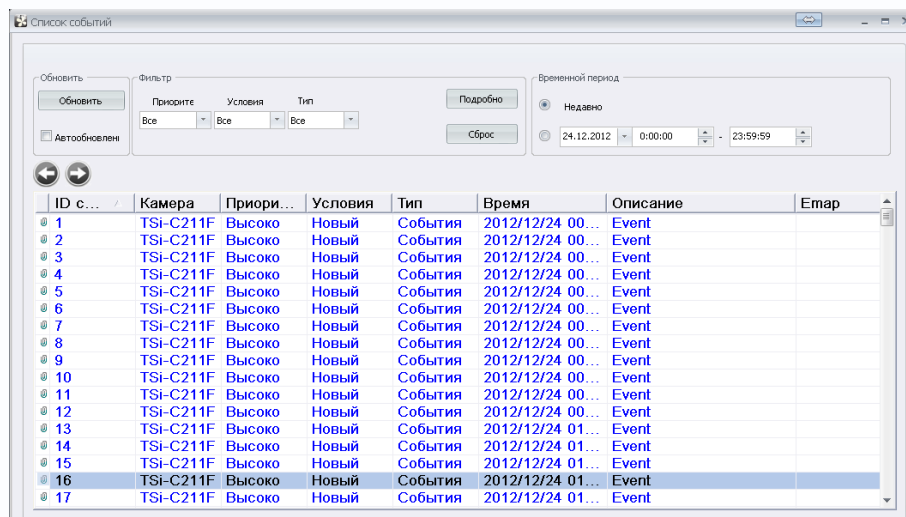 Список событий
Обновить
Фильтр
Временной период
Обновить
Приорите Условия Тип
Подробно
Недавно
Все Все Все
Автообновлени
Сброс
24.12.2012 0:00:00 - 23:59:59
ID с... Камера Приори... Условия Тип Время Описание Emap
1 TSi-C211F Высоко Новый События 2012/12/24 00... Event
2 TSi-C211F Высоко Новый События 2012/12/24 00... Event
3 TSi-C211F Высоко Новый События 2012/12/24 00... Event
4 TSi-C211F Высоко Новый События 2012/12/24 00... Event
5 TSi-C211F Высоко Новый События 2012/12/24 00... Event
6 TSi-C211F Высоко Новый События 2012/12/24 00... Event
7 TSi-C211F Высоко Новый События 2012/12/24 00... Event
8 TSi-C211F Высоко Новый События 2012/12/24 00... Event
9 TSi-C211F Высоко Новый События 2012/12/24 00... Event
10 TSi-C211F Высоко Новый События 2012/12/24 00... Event
11 TSi-C211F Высоко Новый События 2012/12/24 00... Event
12 TSi-C211F Высоко Новый События 2012/12/24 00... Event
13 TSi-C211F Высоко Новый События 2012/12/24 01... Event
14 TSi-C211F Высоко Новый События 2012/12/24 01... Event
15 TSi-C211F Высоко Новый События 2012/12/24 01... Event
16 TSi-C211F Высоко Новый События 2012/12/24 01... Event
17 TSi-C211F Высоко Новый События 2012/12/24 01... Event